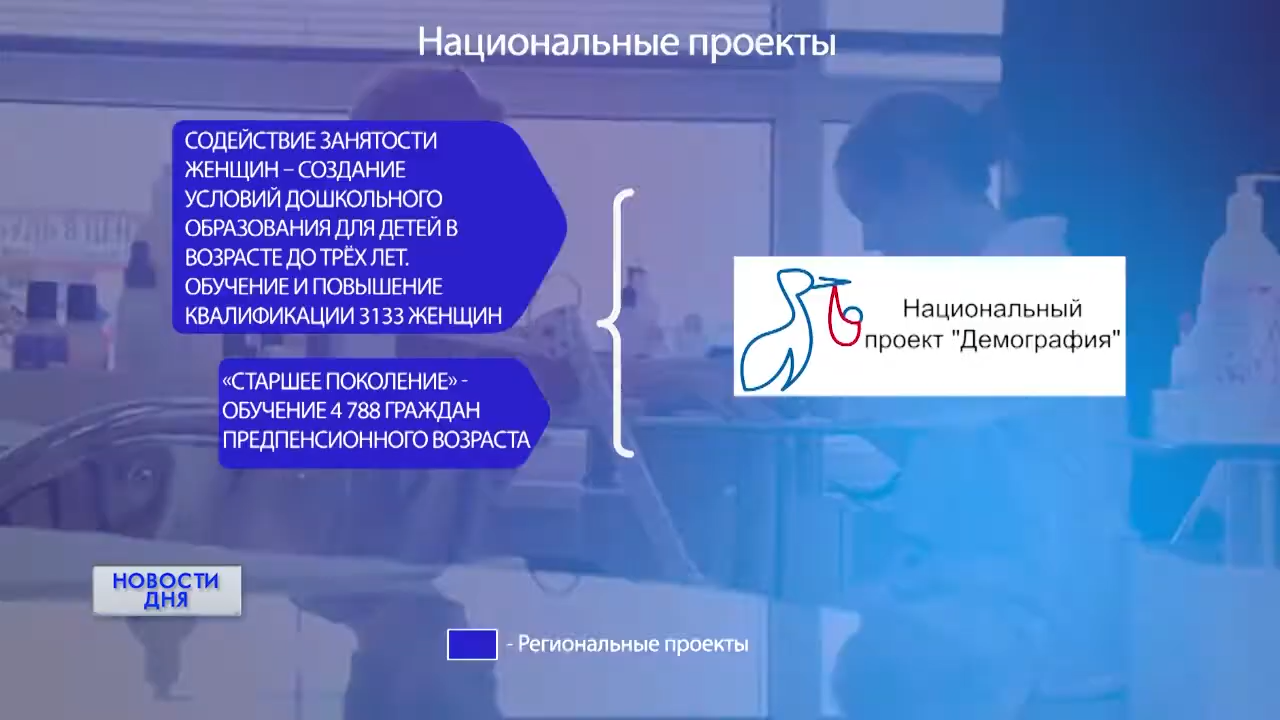 Национальные проекты
СОДЕЙСТВИЕ ЗАНЯТОСТИ
ЖЕНЩИН – СОЗДАНИЕ
УСЛОВИЙ ДОШКОЛЬНОГО
ОБРАЗОВАНИЯ ДЛЯ ДЕТЕЙ В
ВОЗРАСТЕ ДО ТРЁХ ЛЕТ.
ОБУЧЕНИЕ И ПОВЫШЕНИЕ
КВАЛИФИКАЦИИ 3133 ЖЕНЩИН
«СТАРШЕЕ ПОКОЛЕНИЕ» -
ОБУЧЕНИЕ 4 788 ГРАЖДАН
ПРЕДПЕНСИОННОГО ВОЗРАСТА
Национальный
проект "Демография"
НОВОСТИ
ДНЯ
- Региональные проекты